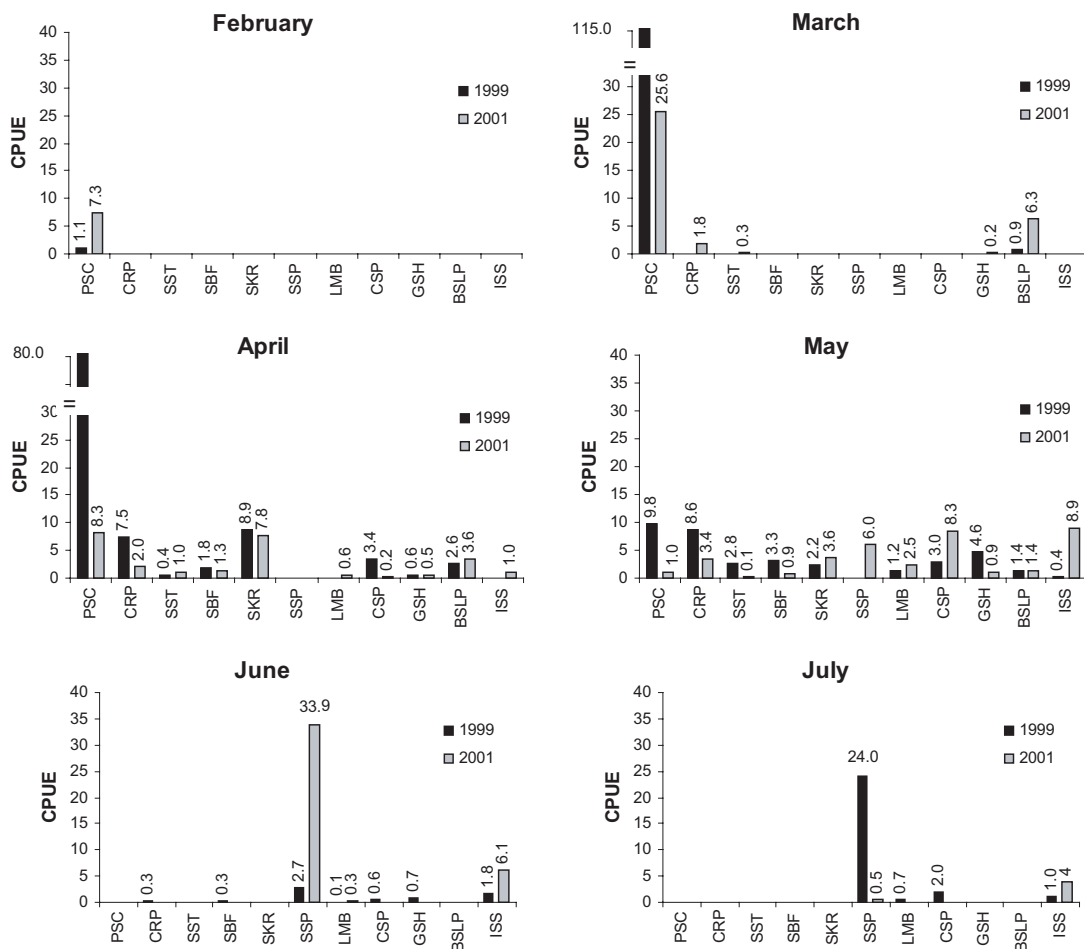 February
40
35
30
25
20
15
10
5
0
CPUE
1999
2001
1.1
7.3
PSC
CRP
SST
SBF
SKR
SSP
LMB
CSP
GSH
BSLP
ISS
March
115.0
=
30
25
20
15
10
5
0
CPUE
1999
2001
25.6
1.8
0.3
0.2
0.9
6.3
PSC
CRP
SST
SBF
SKR
SSP
LMB
CSP
GSH
BSLP
ISS
April
80.0
=
30
25
20
15
10
5
0
CPUE
1999
2001
8.3
7.5
2.0
0.4
1.0
1.8
1.3
8.9
7.8
0.6
3.4
0.2
0.6
0.5
2.6
3.6
1.0
PSC
CRP
SST
SBF
SKR
SSP
LMB
CSP
GSH
BSLP
ISS
May
40
35
30
25
20
15
10
5
0
CPUE
1999
2001
9.8
1.0
8.6
3.4
2.8
0.1
3.3
0.9
2.2
3.6
6.0
1.2
2.5
3.0
8.3
4.6
0.9
1.4
1.4
0.4
8.9
PSC
CRP
SST
SBF
SKR
SSP
LMB
CSP
GSH
BSLP
ISS
June
40
35
30
25
20
15
10
5
0
CPUE
1999
2001
0.3
0.3
2.7
33.9
0.1
0.3
0.6
0.7
1.8
6.1
PSC
CRP
SST
SBF
SKR
SSP
LMB
CSP
GSH
BSLP
ISS
July
40
35
30
25
20
15
10
5
0
CPUE
1999
2001
24.0
0.5
0.7
2.0
1.0
4
PSC
CRP
SST
SBF
SKR
SSP
LMB
CSP
GSH
BSLP
ISS